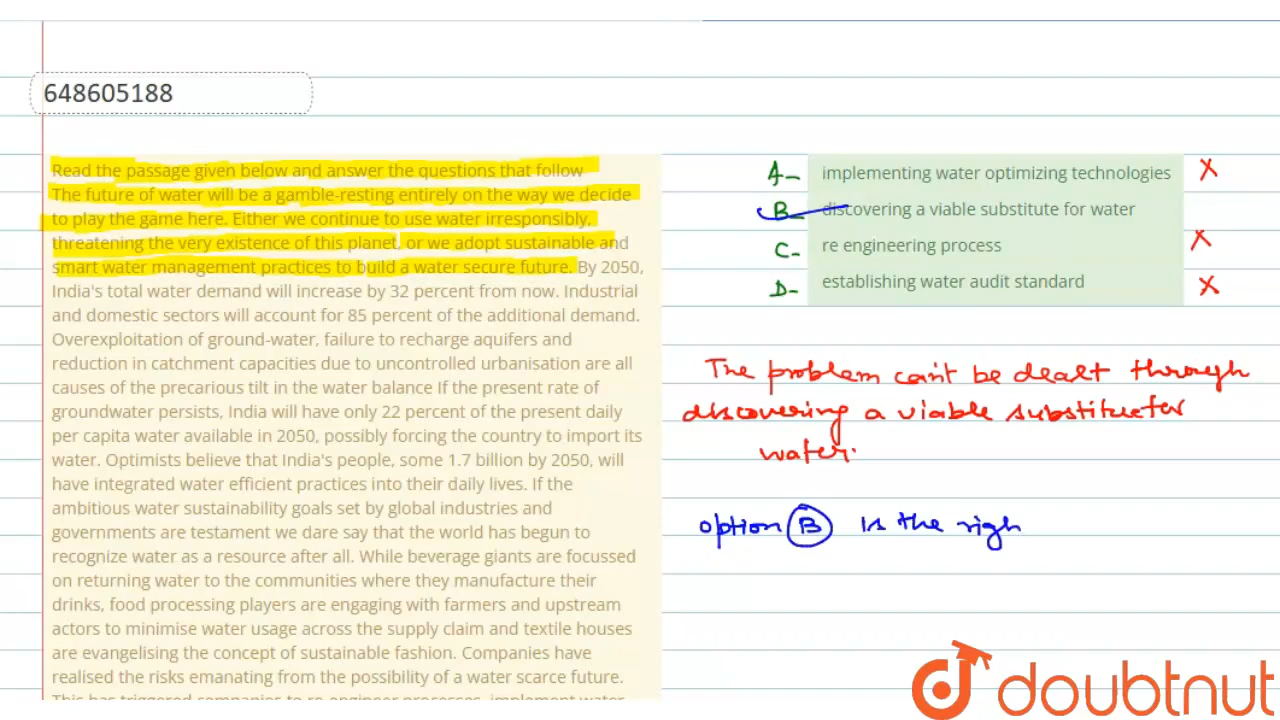 648605188
Read the passage given below and answer the questions that follow
The future of water will be a gamble-resting entirely on the way we decide
to play the game here. Either we continue to use water irresponsibly,
threatening the very existence of this planet, or we adopt sustainable and
smart water management practices to build a water secure future. By 2050,
India's total water demand will increase by 32 percent from now. Industrial
and domestic sectors will account for 85 percent of the additional demand.
Overexploitation of ground-water, failure to recharge aquifers and
reduction in catchment capacities due to uncontrolled urbanisation are all
causes of the precarious tilt in the water balance If the present rate of
groundwater persists, India will have only 22 percent of the present daily
per capita water available in 2050, possibly forcing the country to import its
water. Optimists believe that India's people, some 1.7 billion by 2050, will
have integrated water efficient practices into their daily lives. If the
ambitious water sustainability goals set by global industries and
governments are testament we dare say that the world has begun to
recognize water as a resource after all. While beverage giants are focussed
on returning water to the communities where they manufacture their
drinks, food processing players are engaging with farmers and upstream
actors to minimise water usage across the supply claim and textile houses
are evangelising the concept of sustainable fashion. Companies have
realised the risks emanating from the possibility of a water scarce future.
This has triggered companies to re engineer processes, implement water
A- implementing water optimizing technologies
B- discovering a viable substitute for water
C- re engineering process
D- establishing water audit standard
The problem can't be dealt through
discovering a viable substitute for
water.
option B is the righ
doubtnut